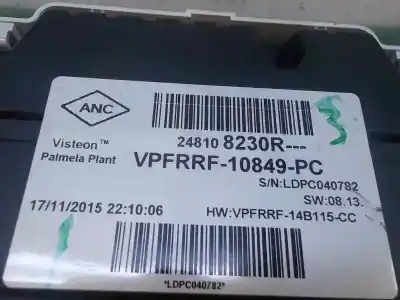 ANC
24810 8230R---
Visteon™
Palmela Plant
VPFRRF-10849-PC
S/N:LDPC040782
SW:08.13.
17/11/2015 22:10:06
HW:VPFRRF-14B115-CC
*LDPC040782*